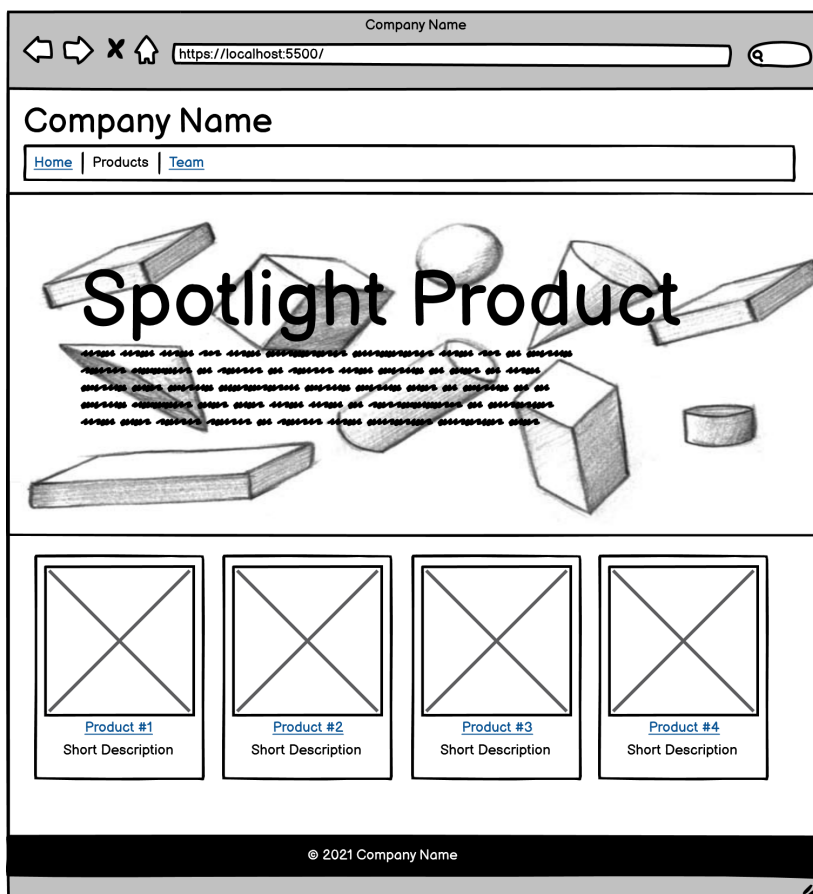 Company Name
https://localhost:5500/
Company Name
Home Products Team
Spotlight Product
Product #1 Product #2 Product #3 Product #4
Short Description Short Description Short Description Short Description
© 2021 Company Name